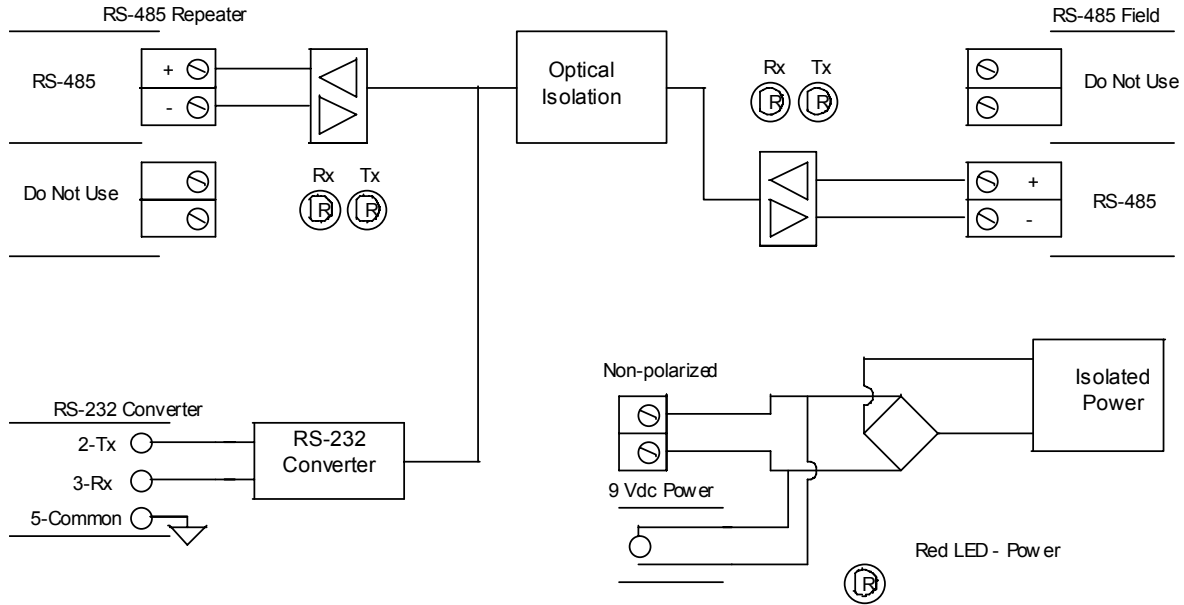 RS-485 Repeater
RS-485
+
-
Do Not Use
Rx Tx
R R
Optical
Isolation
RS-485 Field
Rx Tx
R R
Do Not Use
+
-
RS-485
RS-232 Converter
2-Tx
3-Rx
5-Common
RS-232
Converter
Non-polarized
9 Vdc Power
Isolated
Power
Red LED - Power
R